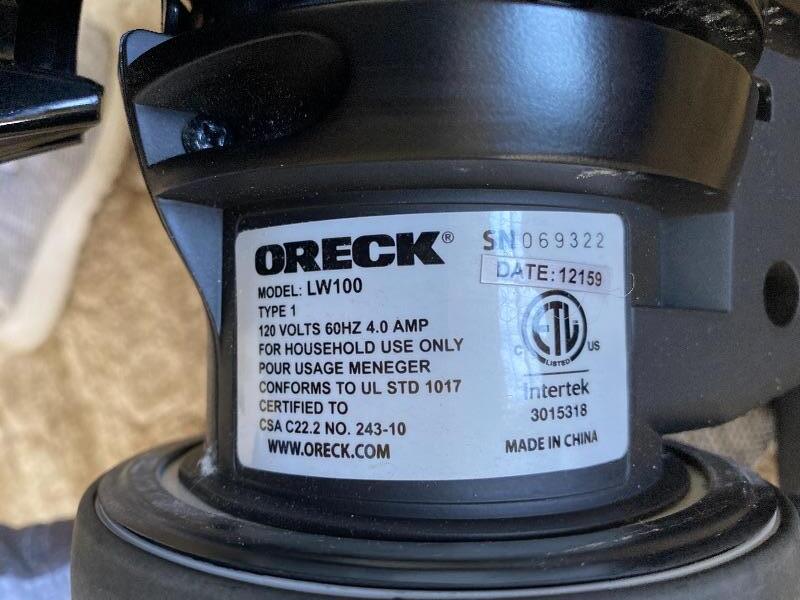 ORECK®
SN 069322
DATE: 12159
MODEL: LW100
TYPE 1
120 VOLTS 60HZ 4.0 AMP
FOR HOUSEHOLD USE ONLY
POUR USAGE MENEGER
CONFORMS TO UL STD 1017
CERTIFIED TO
CSA C22.2 NO. 243-10
WWW.ORECK.COM
ETL
C US
LISTED
Intertek
3015318
MADE IN CHINA